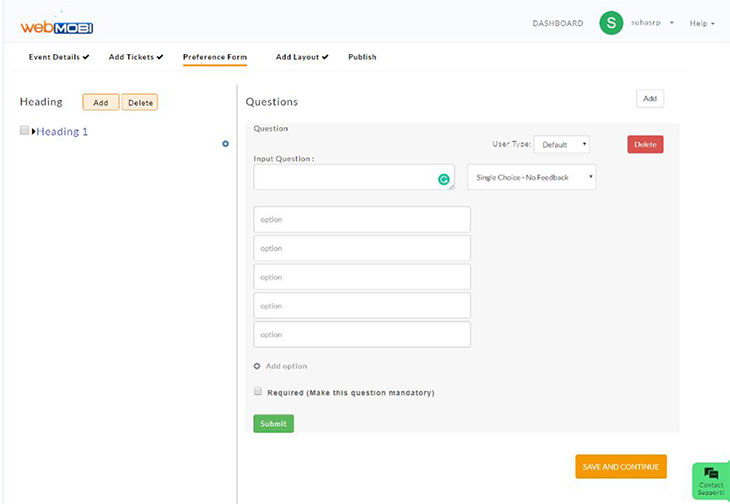 webMOBI
DASHBOARD
S
suhasrp
Help
Event Details
Add Tickets
Preference Form
Add Layout
Publish
Heading
Add
Delete
Heading 1
Questions
Add
Question
User Type:
Default
Delete
Input Question :
Single Choice - No Feedback
option
option
option
option
option
Add option
Required (Make this question mandatory)
Submit
SAVE AND CONTINUE
Contact
Support!